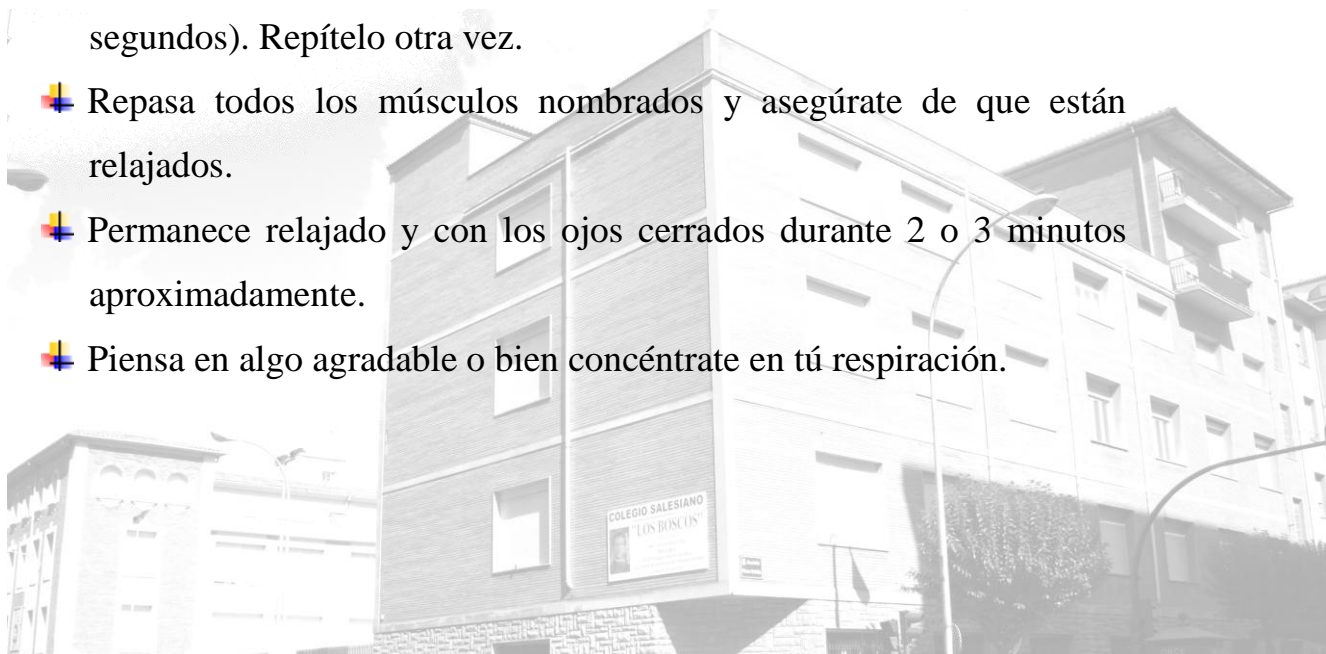 segundos). Repítelo otra vez.
Repasa todos los músculos nombrados y asegúrate de que están
relajados.
Permanece relajado y con los ojos cerrados durante 2 o 3 minutos
aproximadamente.
Piensa en algo agradable o bien concéntrate en tú respiración.
COLEGIO SALESIANO
"LOS BOSCOS"